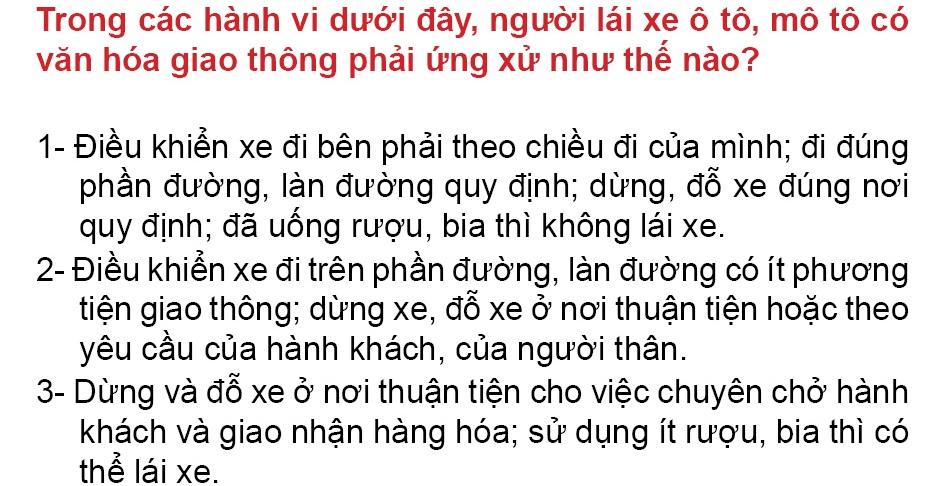 Trong các hành vi dưới đây, người lái xe ô tô, mô tô có
văn hóa giao thông phải ứng xử như thế nào?
1- Điều khiển xe đi bên phải theo chiều đi của mình; đi đúng
phần đường, làn đường quy định; dừng, đỗ xe đúng nơi
quy định; đã uống rượu, bia thì không lái xe.
2- Điều khiển xe đi trên phần đường, làn đường có ít phương
tiện giao thông; dừng xe, đỗ xe ở nơi thuận tiện hoặc theo
yêu cầu của hành khách, của người thân.
3- Dừng và đỗ xe ở nơi thuận tiện cho việc chuyên chở hành
khách và giao nhận hàng hóa; sử dụng ít rượu, bia thì có
thể lái xe.